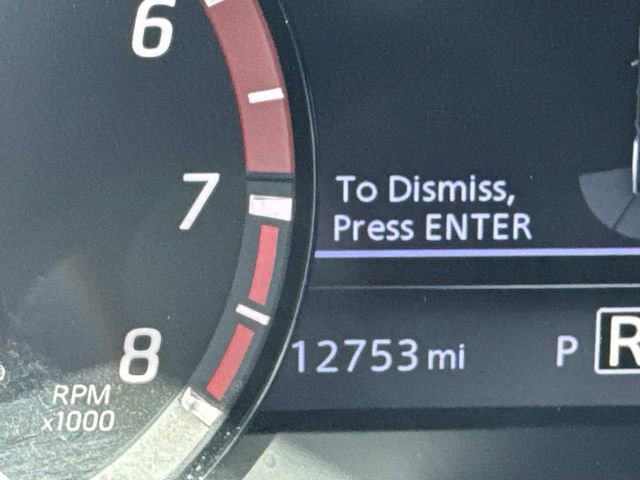 6
7
8
RPM
x1000
To Dismiss,
Press ENTER
12753 mi
P R